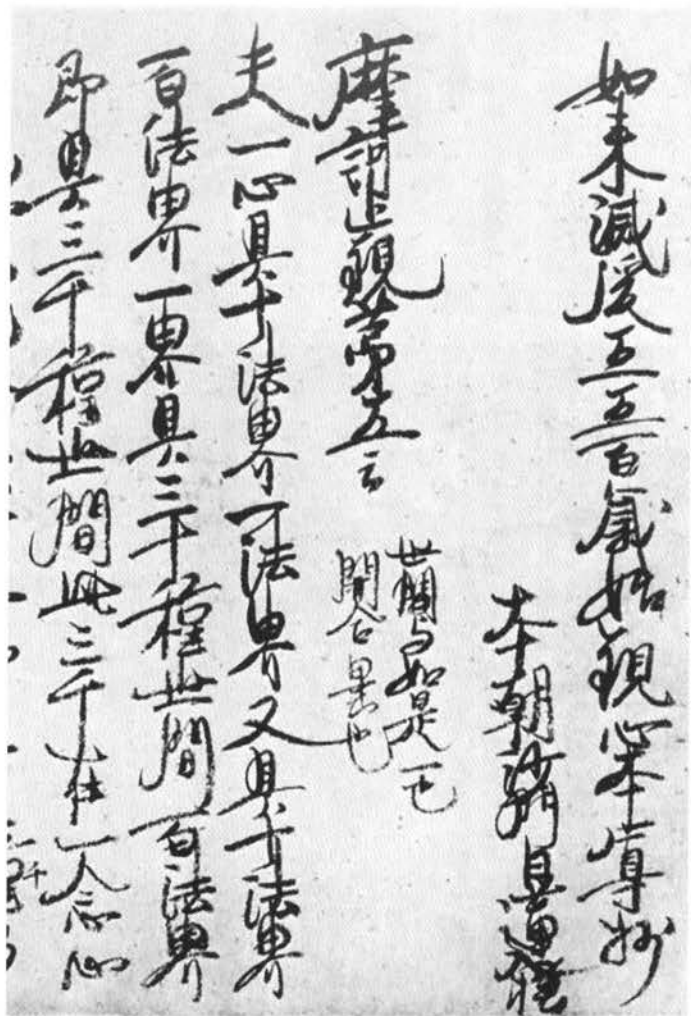 如来滅後五五百歳始観心本尊抄
本朝沙門日蓮撰
摩訶止観第五云
世間与如是一也
開合異也
夫一心具十法界一法界又具十法界
百法界一界具三十種世間百法界
即具三千種世間此三千在一念心